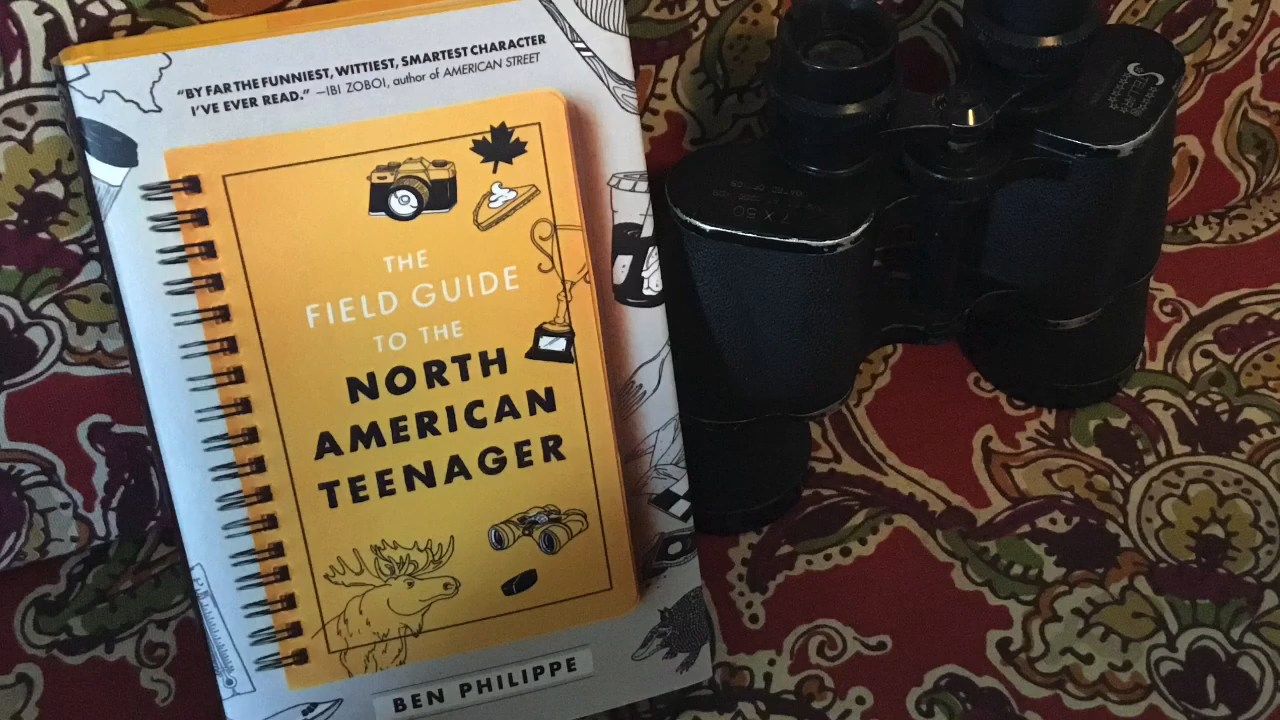 "BY FAR THE FUNNIEST, WITTIEST, SMARTEST CHARACTER
I'VE EVER READ." —IBI ZOBOI, author of AMERICAN STREET
THE
FIELD GUIDE
TO THE
NORTH
AMERICAN
TEENAGER
BEN PHILIPPE
7 X 50
STELLAR